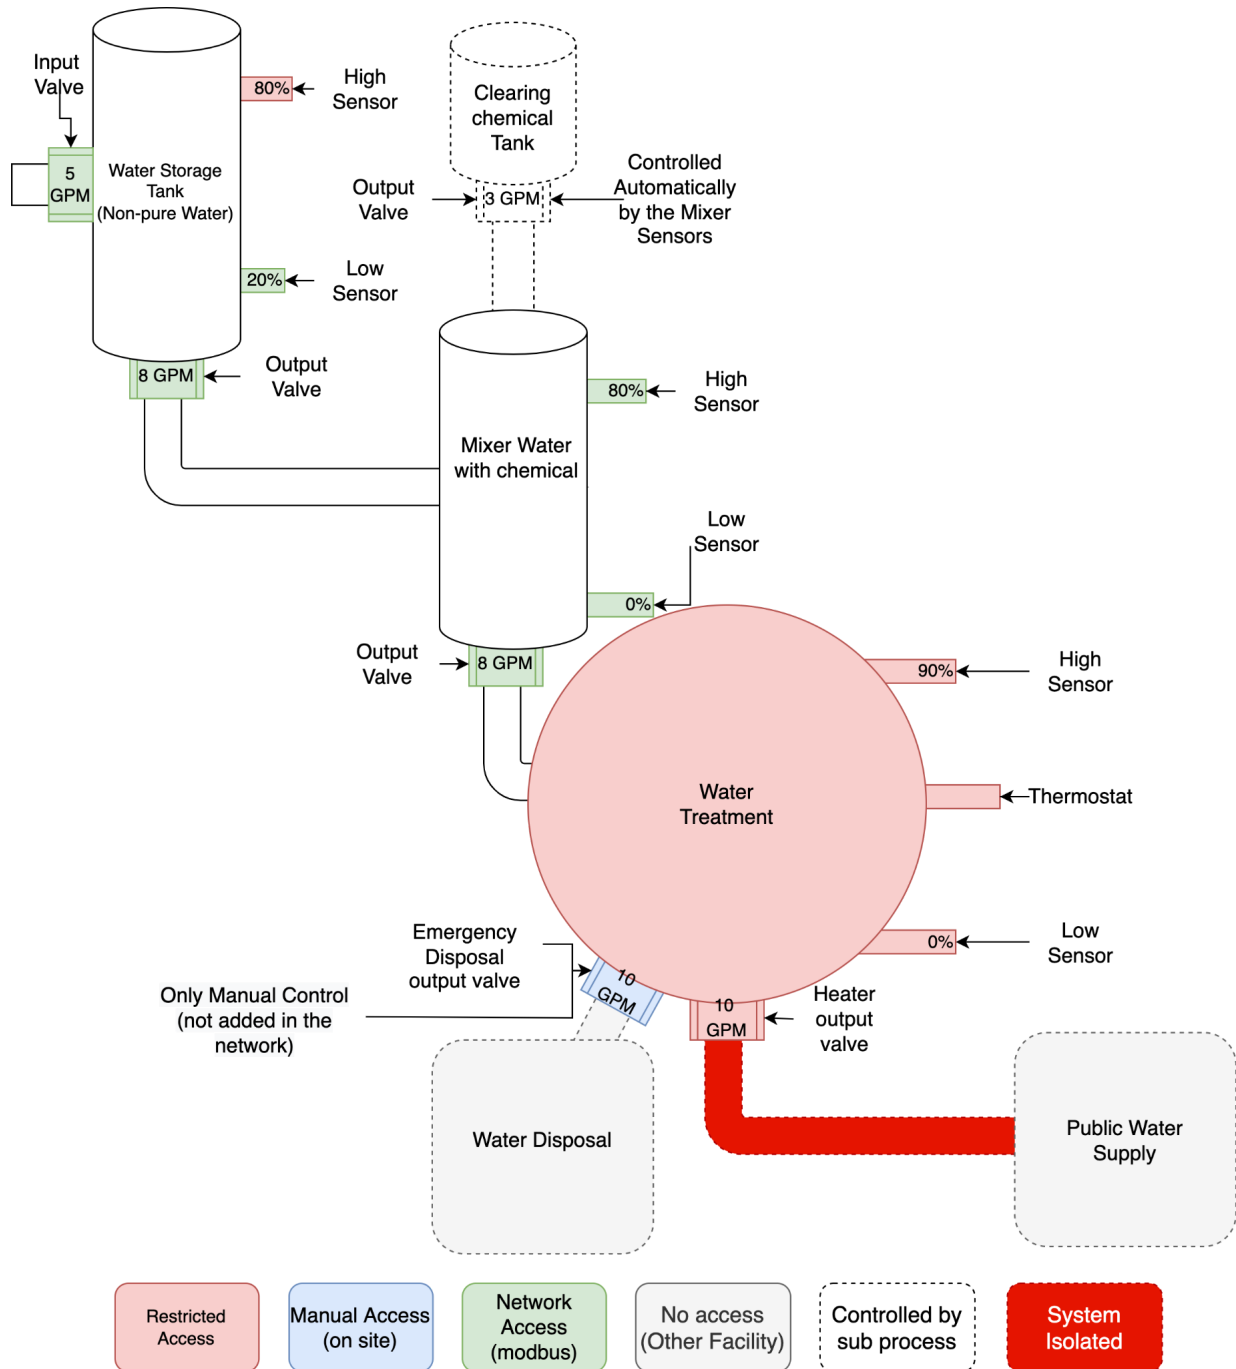 Input
Valve
5
GPM
Water Storage
Tank
(Non-pure Water)
80%
High
Sensor
20%
Low
Sensor
8 GPM
Output
Valve
Clearing
chemical
Tank
Output
Valve
3 GPM
Controlled
Automatically
by the Mixer
Sensors
Mixer Water
with chemical
80%
High
Sensor
Low
Sensor
0%
Output
Valve
8 GPM
Water
Treatment
90%
High
Sensor
Thermostat
0%
Low
Sensor
Emergency
Disposal
output valve
Only Manual Control
(not added in the
network)
10
GPM
10
GPM
Heater
output
valve
Water Disposal
Public Water
Supply
Restricted
Access
Manual Access
(on site)
Network
Access
(modbus)
No access
(Other Facility)
Controlled by
sub process
System
Isolated